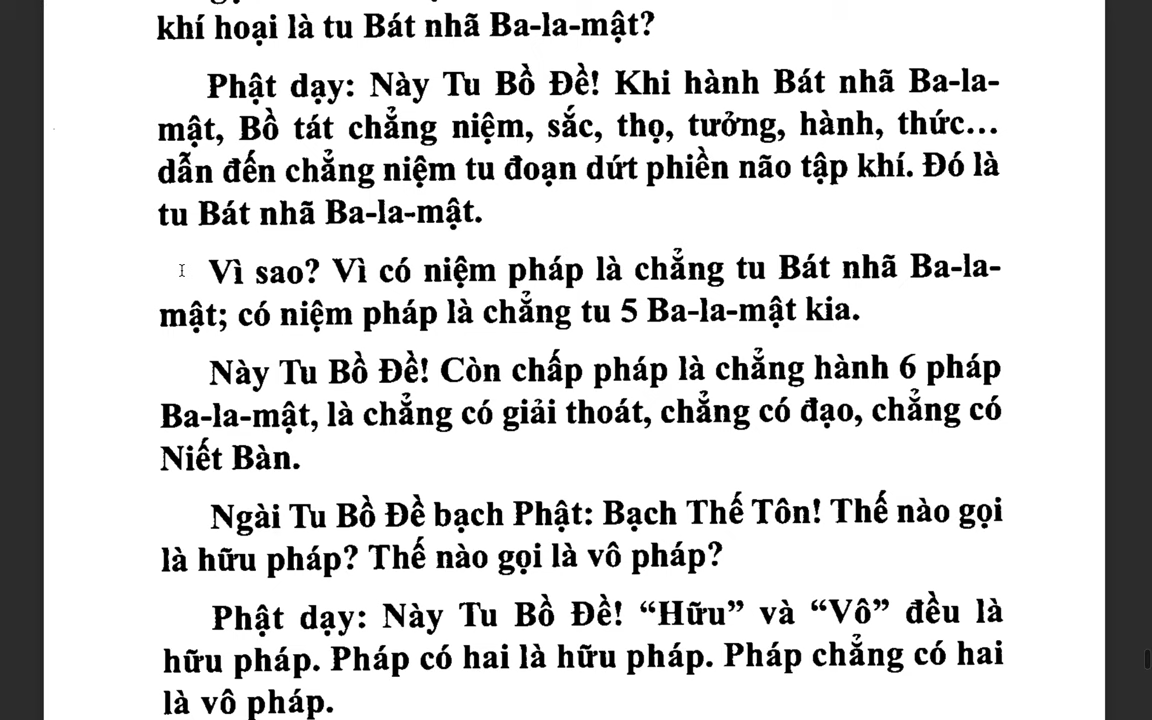 khí hoại là tu Bát nhã Ba-la-mật?
Phật dạy: Này Tu Bồ Đề! Khi hành Bát nhã Ba-la-
mật, Bồ tát chẳng niệm, sắc, thọ, tưởng, hành, thức...
dẫn đến chẳng niệm tu đoạn dứt phiền não tập khí. Đó là
tu Bát nhã Ba-la-mật.
Vì sao? Vì có niệm pháp là chẳng tu Bát nhã Ba-la-
mật; có niệm pháp là chẳng tu 5 Ba-la-mật kia.
Này Tu Bồ Đề! Còn chấp pháp là chẳng hành 6 pháp
Ba-la-mật, là chẳng có giải thoát, chẳng có đạo, chẳng có
Niết Bàn.
Ngài Tu Bồ Đề bạch Phật: Bạch Thế Tôn! Thế nào gọi
là hữu pháp? Thế nào gọi là vô pháp?
Phật dạy: Này Tu Bồ Đề! “Hữu” và “Vô” đều là
hữu pháp. Pháp có hai là hữu pháp. Pháp chẳng có hai
là vô pháp.